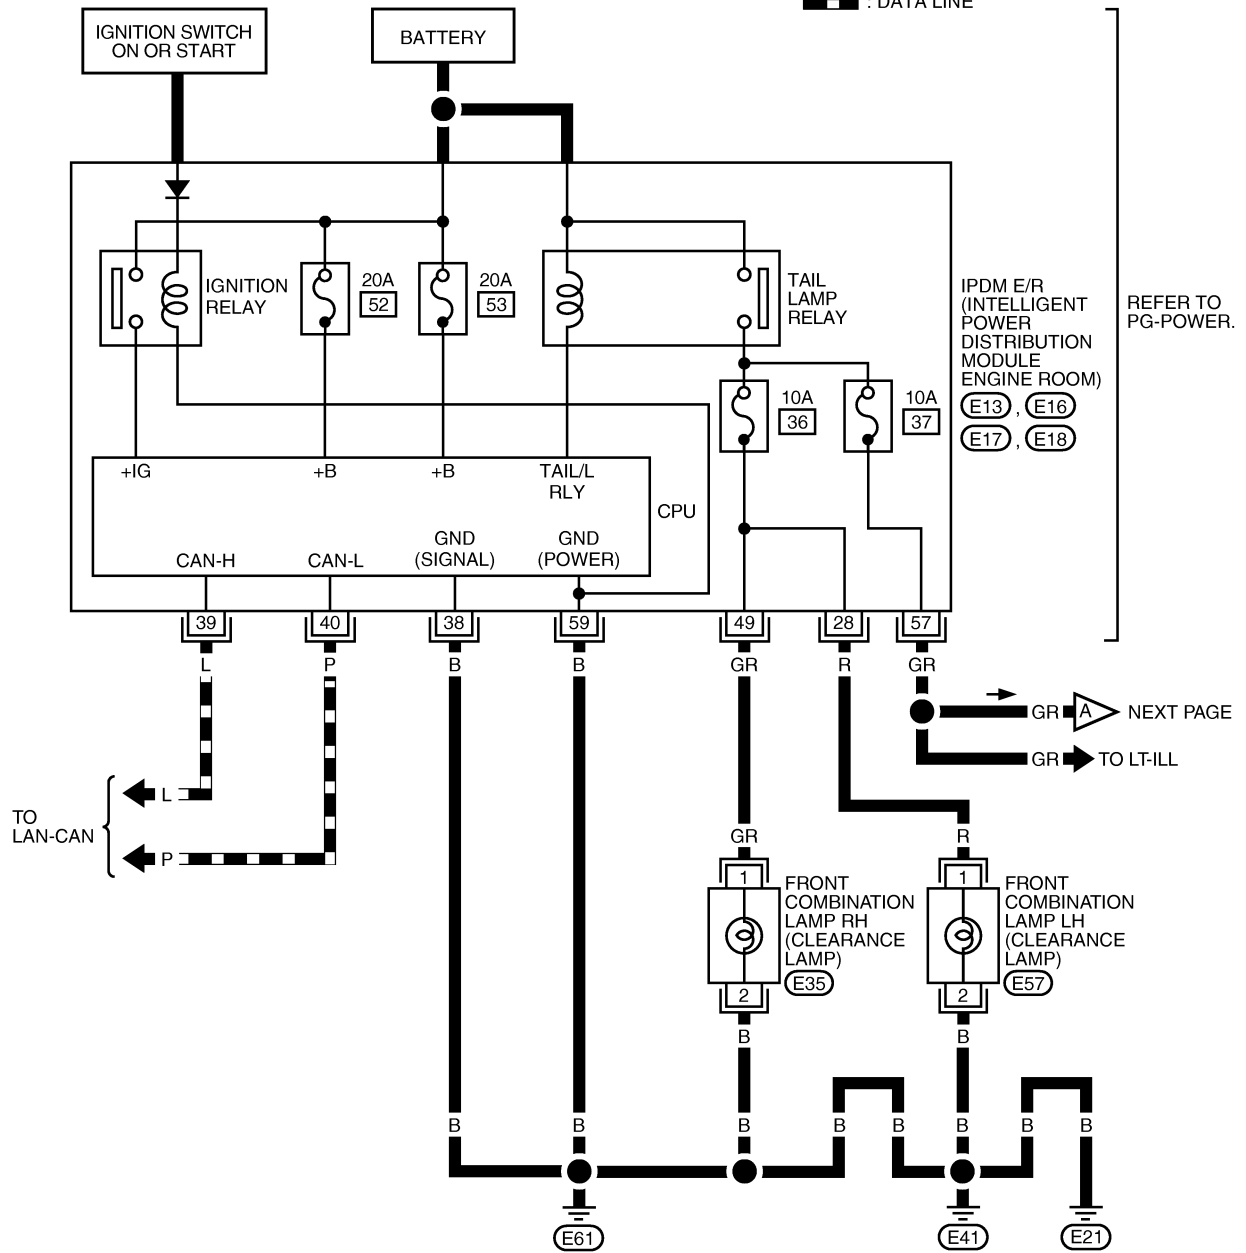 : DATA LINE
IGNITION SWITCH
ON OR START
BATTERY
IGNITION
RELAY
20A
52
20A
53
TAIL
LAMP
RELAY
IPDM E/R
(INTELLIGENT
POWER
DISTRIBUTION
MODULE
ENGINE ROOM)
E13 , E16
E17 , E18
REFER TO
PG-POWER.
10A
36
10A
37
+IG
+B
+B
TAIL/L
RLY
CPU
CAN-H
CAN-L
GND
(SIGNAL)
GND
(POWER)
39 40 38 59 49 28 57
L P B B GR R GR
GR A NEXT PAGE
GR TO LT-ILL
TO
LAN-CAN
L
P
GR R
1
FRONT
COMBINATION
LAMP RH
(CLEARANCE
LAMP)
E35
2
1
FRONT
COMBINATION
LAMP LH
(CLEARANCE
LAMP)
E57
2
B B
B B B B B B B B
E61 E41 E21